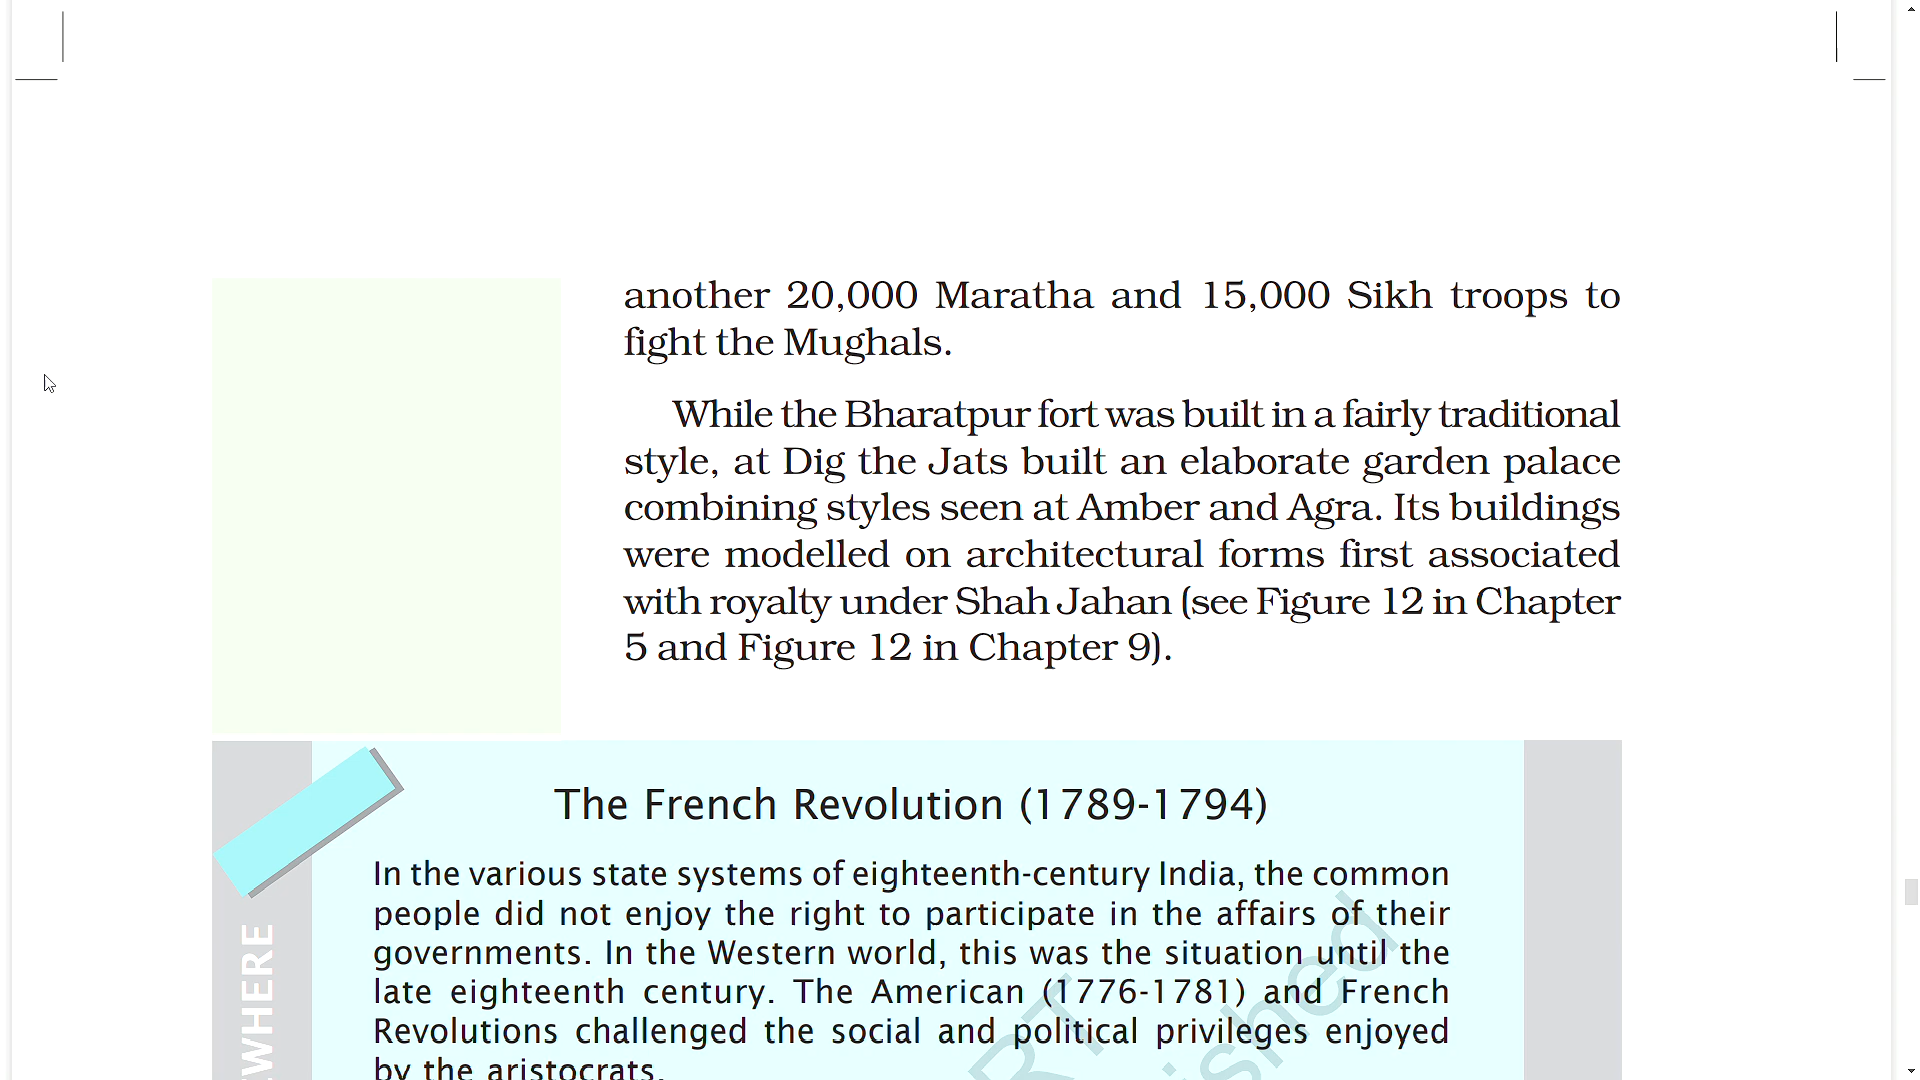 another 20,000 Maratha and 15,000 Sikh troops to
fight the Mughals.
While the Bharatpur fort was built in a fairly traditional
style, at Dig the Jats built an elaborate garden palace
combining styles seen at Amber and Agra. Its buildings
were modelled on architectural forms first associated
with royalty under Shah Jahan (see Figure 12 in Chapter
5 and Figure 12 in Chapter 9).
The French Revolution (1789-1794)
In the various state systems of eighteenth-century India, the common
people did not enjoy the right to participate in the affairs of their
governments. In the Western world, this was the situation until the
late eighteenth century. The American (1776-1781) and French
Revolutions challenged the social and political privileges enjoyed
by the aristocrats.